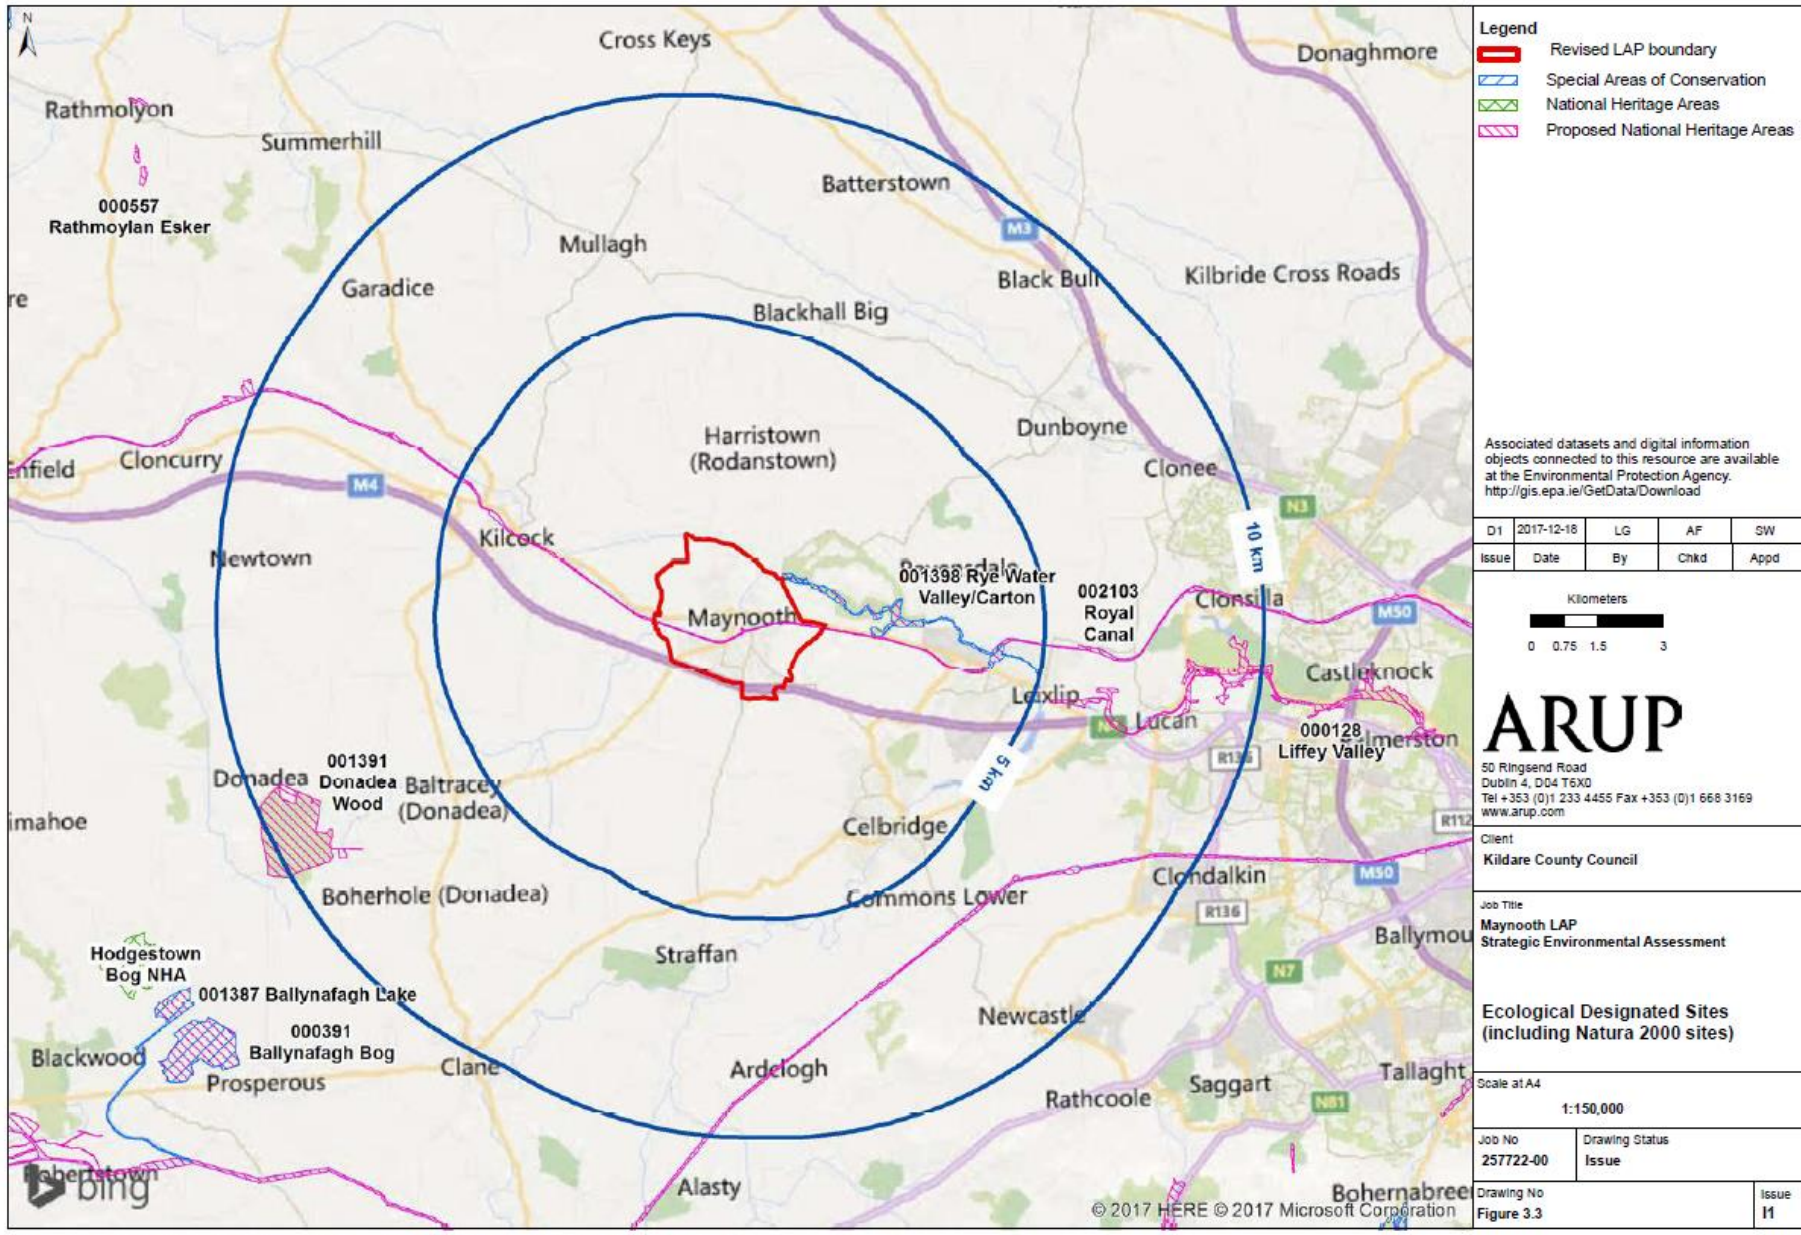 N
Cross Keys
Donaghmore
Rathmolyon
Summerhill
Batterstown
000557
Rathmoylan Esker
M3
Mullagh
Black Bull
Kilbride Cross Roads
Garadice
re
Blackhall Big
Harristown
(Rodanstown)
Dunboyne
Enfield
Cloncurry
M4
Clonee
N3
10 km
Kilcock
Newtown
001398 Rye Water
Valley/Carton
002103
Royal
Canal
Clonsilla
M50
Maynooth
Castleknock
Leixlip
Lucan
000128
Liffey Valley
R136
5 km
001391
Donadea
Wood
Donadea
Baltracey
(Donadea)
imahoe
Celbridge
R112
Boherhole (Donadea)
Commons Lower
Clondalkin
M50
R136
Ballymou
Straffan
N7
Hodgestown
Bog NHA
001387 Ballynafagh Lake
000391
Ballynafagh Bog
Newcastle
Blackwood
Prosperous
Clane
Ardclogh
Saggart
Tallaght
Rathcoole
N81
Robertstown
bing
Alasty
Bohernabree
© 2017 HERE © 2017 Microsoft Corporation
Legend
Revised LAP boundary
Special Areas of Conservation
National Heritage Areas
Proposed National Heritage Areas
Associated datasets and digital information
objects connected to this resource are available
at the Environmental Protection Agency.
http://gis.epa.ie/GetData/Download
D1 2017-12-18 LG AF SW
Issue Date By Chkd Appd
Kilometers
0 0.75 1.5 3
ARUP
50 Ringsend Road
Dublin 4, D04 T6X0
Tel +353 (0)1 233 4455 Fax +353 (0)1 668 3169
www.arup.com
Client
Kildare County Council
Job Title
Maynooth LAP
Strategic Environmental Assessment
Ecological Designated Sites
(including Natura 2000 sites)
Scale at A4
1:150,000
Job No Drawing Status
257722-00 Issue
Drawing No Issue
Figure 3.3 I1